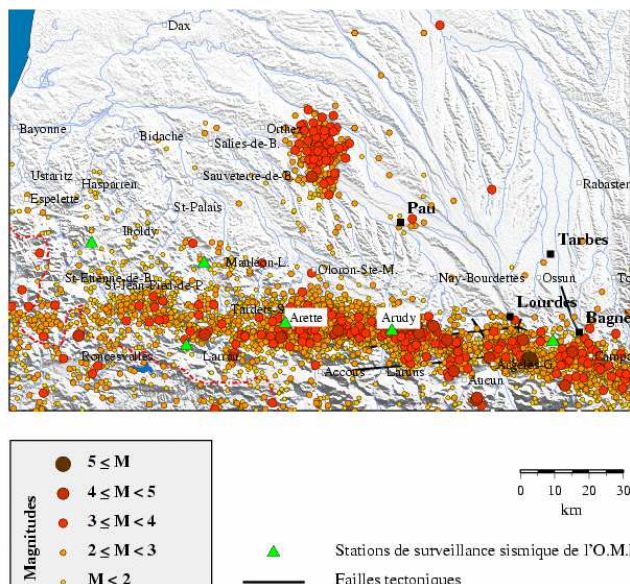 Dax
Bayonne
Bidache
Orthez
Salies-de-B.
Ustaritz
Hasparren
Sauveterre-de-B.
Rabasten
Espelette
St-Palais
Pau
Iholdy
Tarbes
Mauléon-L.
Oloron-Ste-M.
St-Etienne-de-B.
Nay-Bourdettes
Ossun
To
St-Jean-Pied-de-P.
Tardets-S.
Arette
Arudy
Lourdes
Bagne
Roncesvalles
Larrau
Accous
Laruns
Argelès-G.
Campa
Aucun
Magnitudes
5 ≤ M
4 ≤ M < 5
3 ≤ M < 4
2 ≤ M < 3
M < 2
0 10 20 30
km
Stations de surveillance sismique de l'O.M.
Failles tectoniques